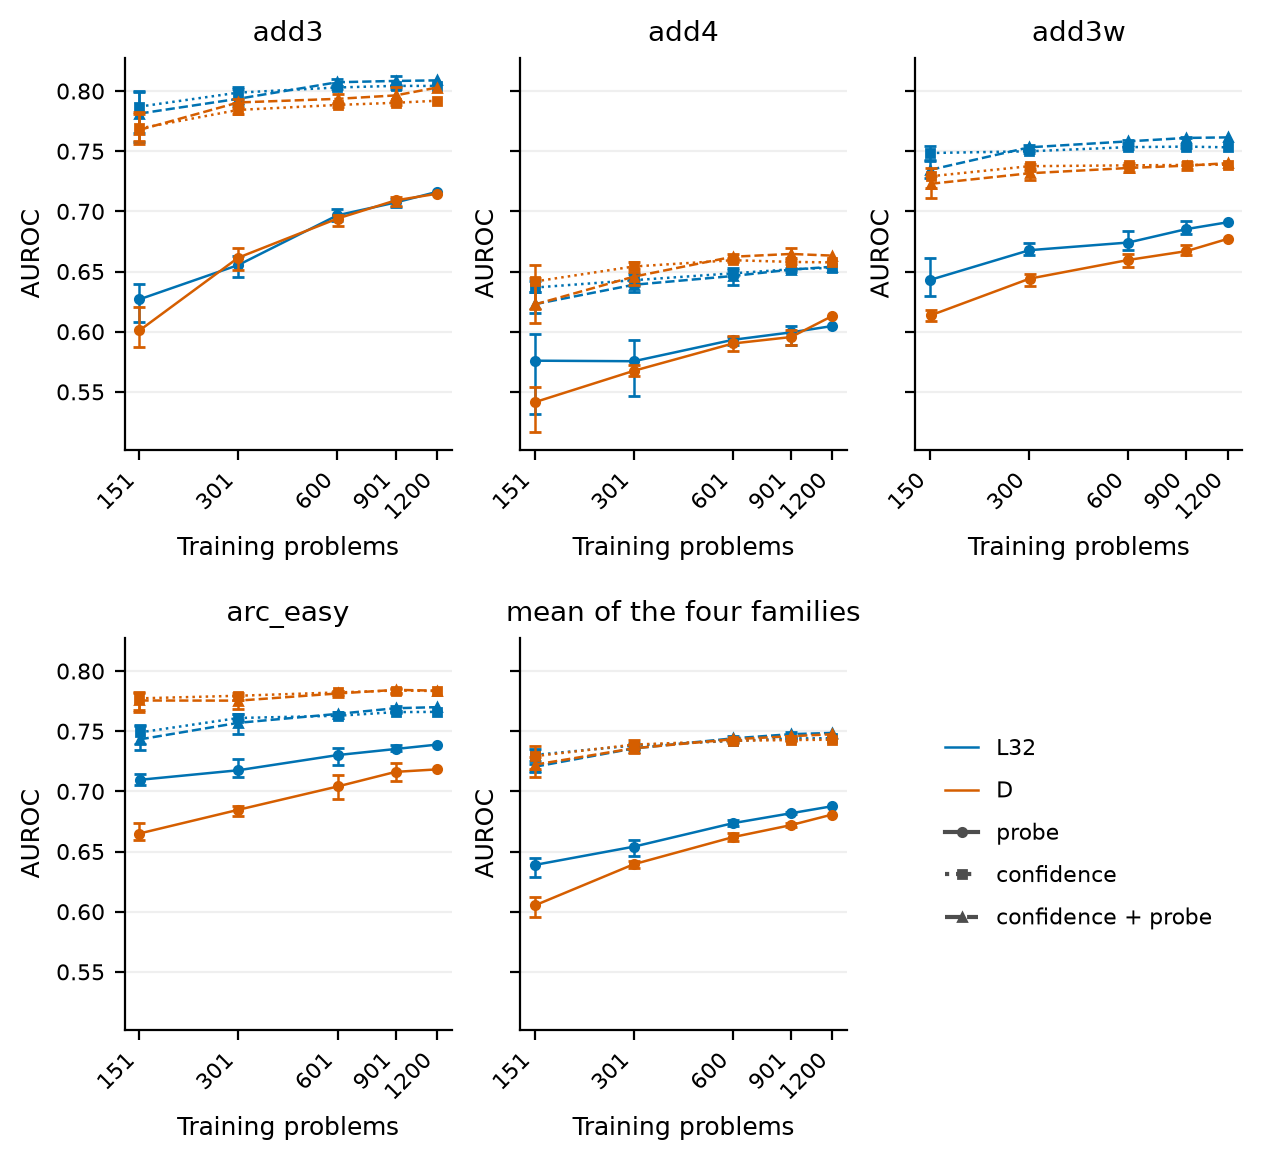 add3
add4
add3w
AUROC
0.80
0.75
0.70
0.65
0.60
0.55
151
301
600
901
1200
Training problems
AUROC
151
301
601
901
1200
Training problems
AUROC
150
300
600
900
1200
Training problems
arc_easy
mean of the four families
AUROC
0.80
0.75
0.70
0.65
0.60
0.55
151
301
601
901
1200
Training problems
AUROC
151
301
600
901
1200
Training problems
L32
D
probe
confidence
confidence + probe